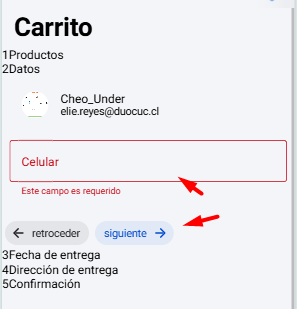 Carrito
1Productos
2Datos
Cheo_Under
elie.reyes@duocuc.cl
Celular
Este campo es requerido
retroceder siguiente
3Fecha de entrega
4Dirección de entrega
5Confirmación